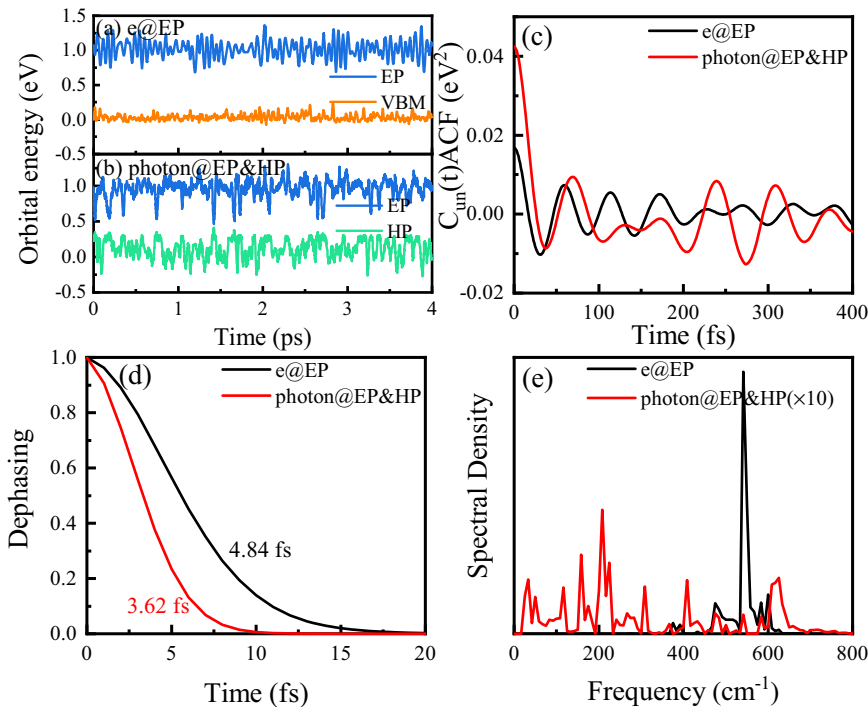 (a) e@EP
1.5
1.0
0.5
0.0
-0.5
EP
VBM
(b) photon@EP&HP
1.0
0.5
0.0
-0.5
EP
HP
0 1 2 3 4
Time (ps)
Orbital energy (eV)
(c)
e@EP
photon@EP&HP
0.04
0.02
0.00
-0.02
C_un(t)ACF (eV²)
0 100 200 300 400
Time (fs)
(d)
e@EP
photon@EP&HP
1.0
0.8
0.6
0.4
0.2
0.0
4.84 fs
3.62 fs
Dephasing
0 5 10 15 20
Time (fs)
(e)
e@EP
photon@EP&HP(×10)
Spectral Density
0 200 400 600 800
Frequency (cm⁻¹)